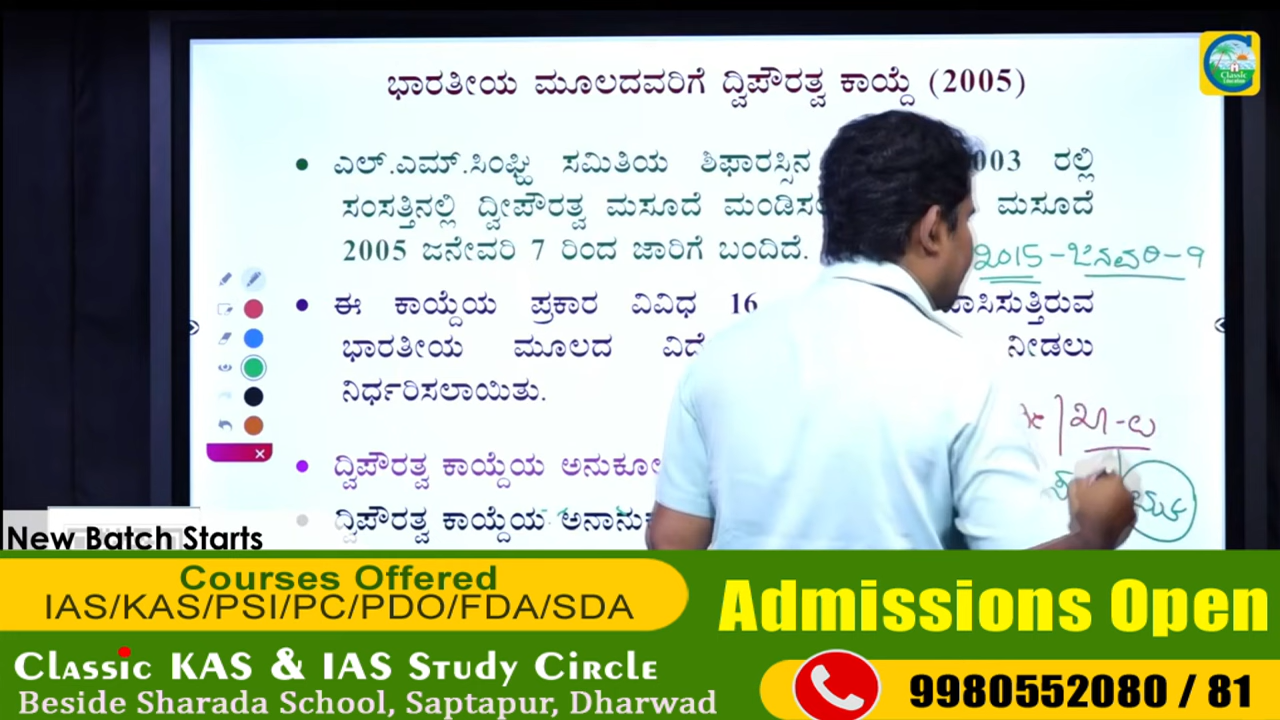 ಭಾರತೀಯ ಮೂಲದವರಿಗೆ ದ್ವಿಪೌರತ್ವ ಕಾಯ್ದೆ (2005)
• ಎಲ್.ಎಮ್.ಸಿಂಘ್ವಿ ಸಮಿತಿಯ ಶಿಫಾರಸ್ಸಿನ 003 ರಲ್ಲಿ
ಸಂಸತ್ತಿನಲ್ಲಿ ದ್ವೀಪೌರತ್ವ ಮಸೂದೆ ಮಸೂದೆ
2005 ಜನೇವರಿ 7 ರಿಂದ ಜಾರಿಗೆ ಬಂದಿದೆ.
2015 - ಜನವರಿ - 9
• ಈ ಕಾಯ್ದೆಯ ಪ್ರಕಾರ ವಿವಿಧ 16
ಭಾರತೀಯ ಮೂಲದ ನೀಡಲು
ನಿರ್ಧರಿಸಲಾಯಿತು.
• ದ್ವಿಪೌರತ್ವ ಕಾಯ್ದೆಯ
• ದ್ವಿಪೌರತ್ವ ಕಾಯ್ದೆಯ
Classic
Education
New Batch Starts
Courses Offered
IAS/KAS/PSI/PC/PDO/FDA/SDA
Admissions Open
Classic KAS & IAS Study Circle
Beside Sharada School, Saptapur, Dharwad
9980552080 / 81